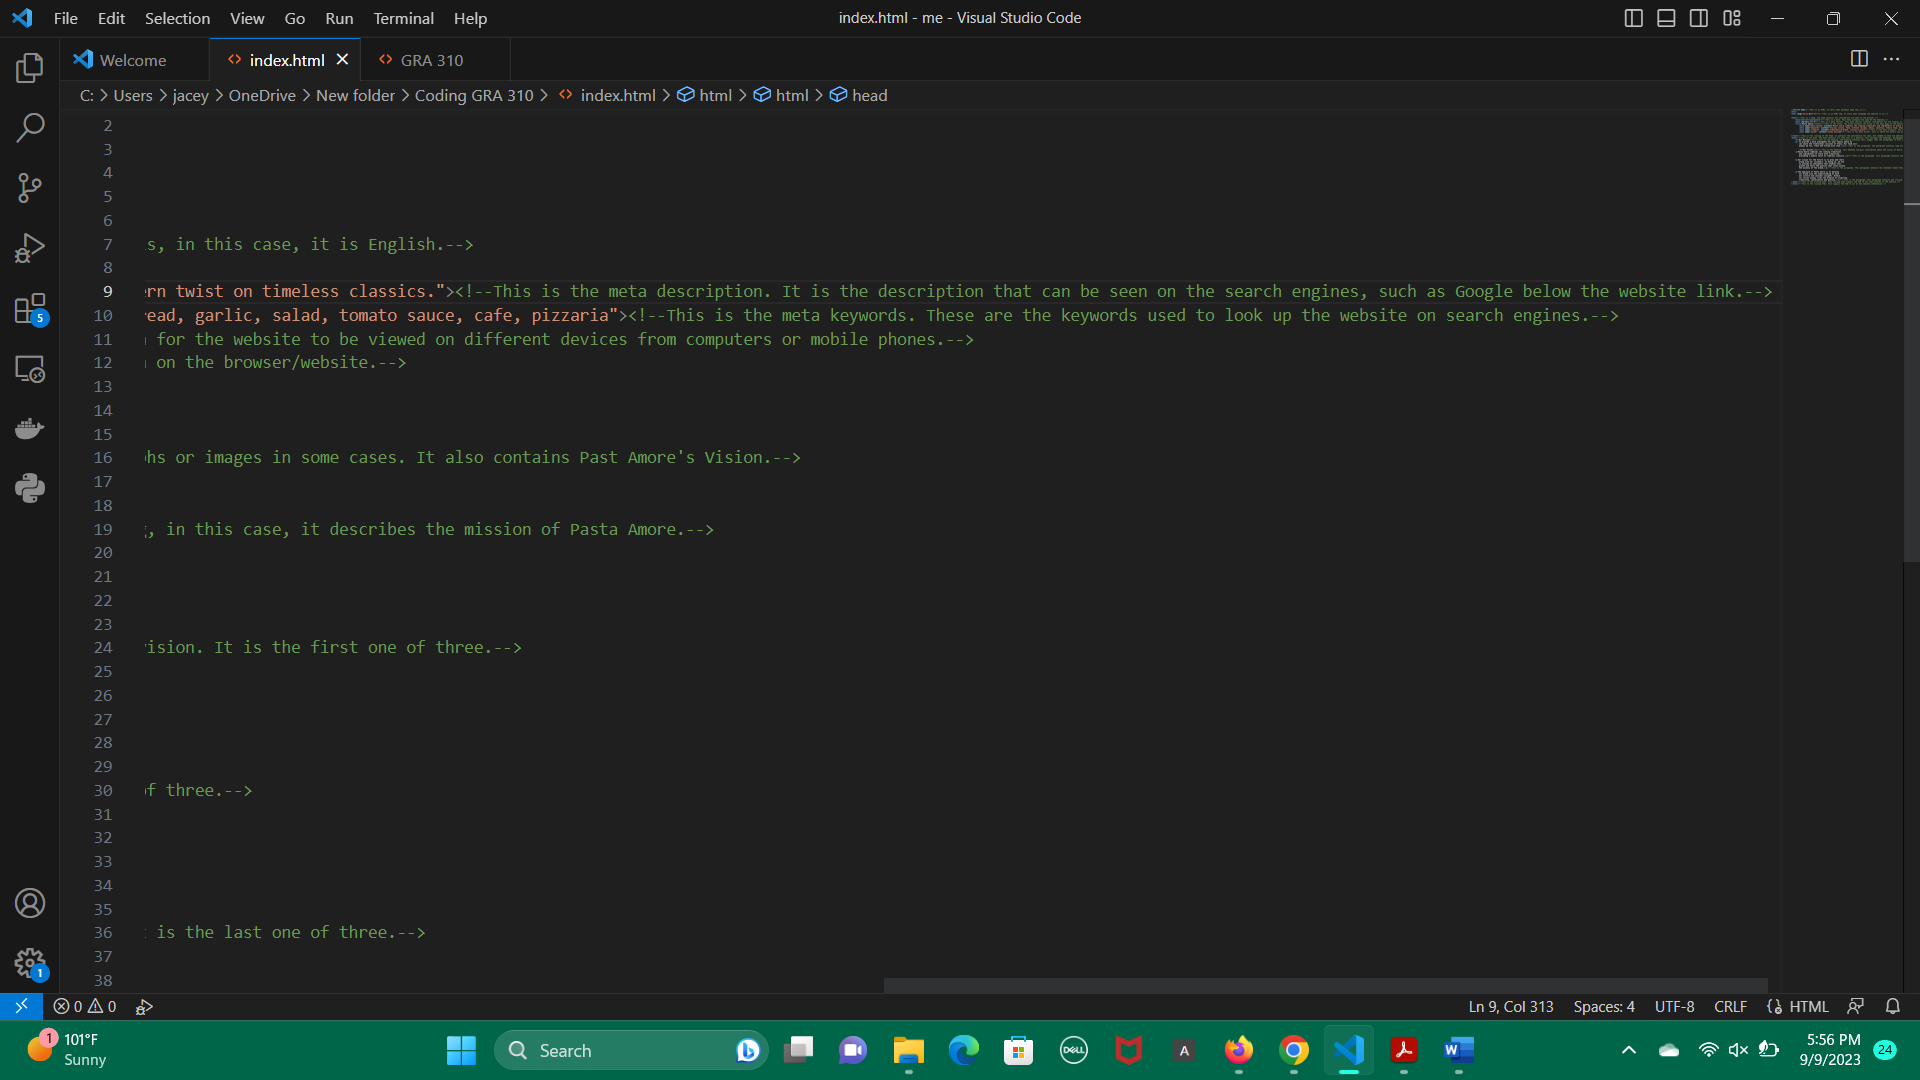 File Edit Selection View Go Run Terminal Help
index.html - me - Visual Studio Code
Welcome
index.html
GRA 310
C: > Users > jacey > OneDrive > New folder > Coding GRA 310 > index.html > html > html > head
2
3
4
5
6
7 s, in this case, it is English.-->
8
9 rn twist on timeless classics."><!--This is the meta description. It is the description that can be seen on the search engines, such as Google below the website link.-->
10 ead, garlic, salad, tomato sauce, cafe, pizzaria"><!--This is the meta keywords. These are the keywords used to look up the website on search engines.-->
11 for the website to be viewed on different devices from computers or mobile phones.-->
12 on the browser/website.-->
13
14
15
16 hs or images in some cases. It also contains Past Amore's Vision.-->
17
18
19 , in this case, it describes the mission of Pasta Amore.-->
20
21
22
23
24 ision. It is the first one of three.-->
25
26
27
28
29
30 of three.-->
31
32
33
34
35
36 is the last one of three.-->
37
38
5
1
0 0
Ln 9, Col 313 Spaces: 4 UTF-8 CRLF HTML
1
101°F
Sunny
Search
DELL
A
W
5:56 PM
9/9/2023
24